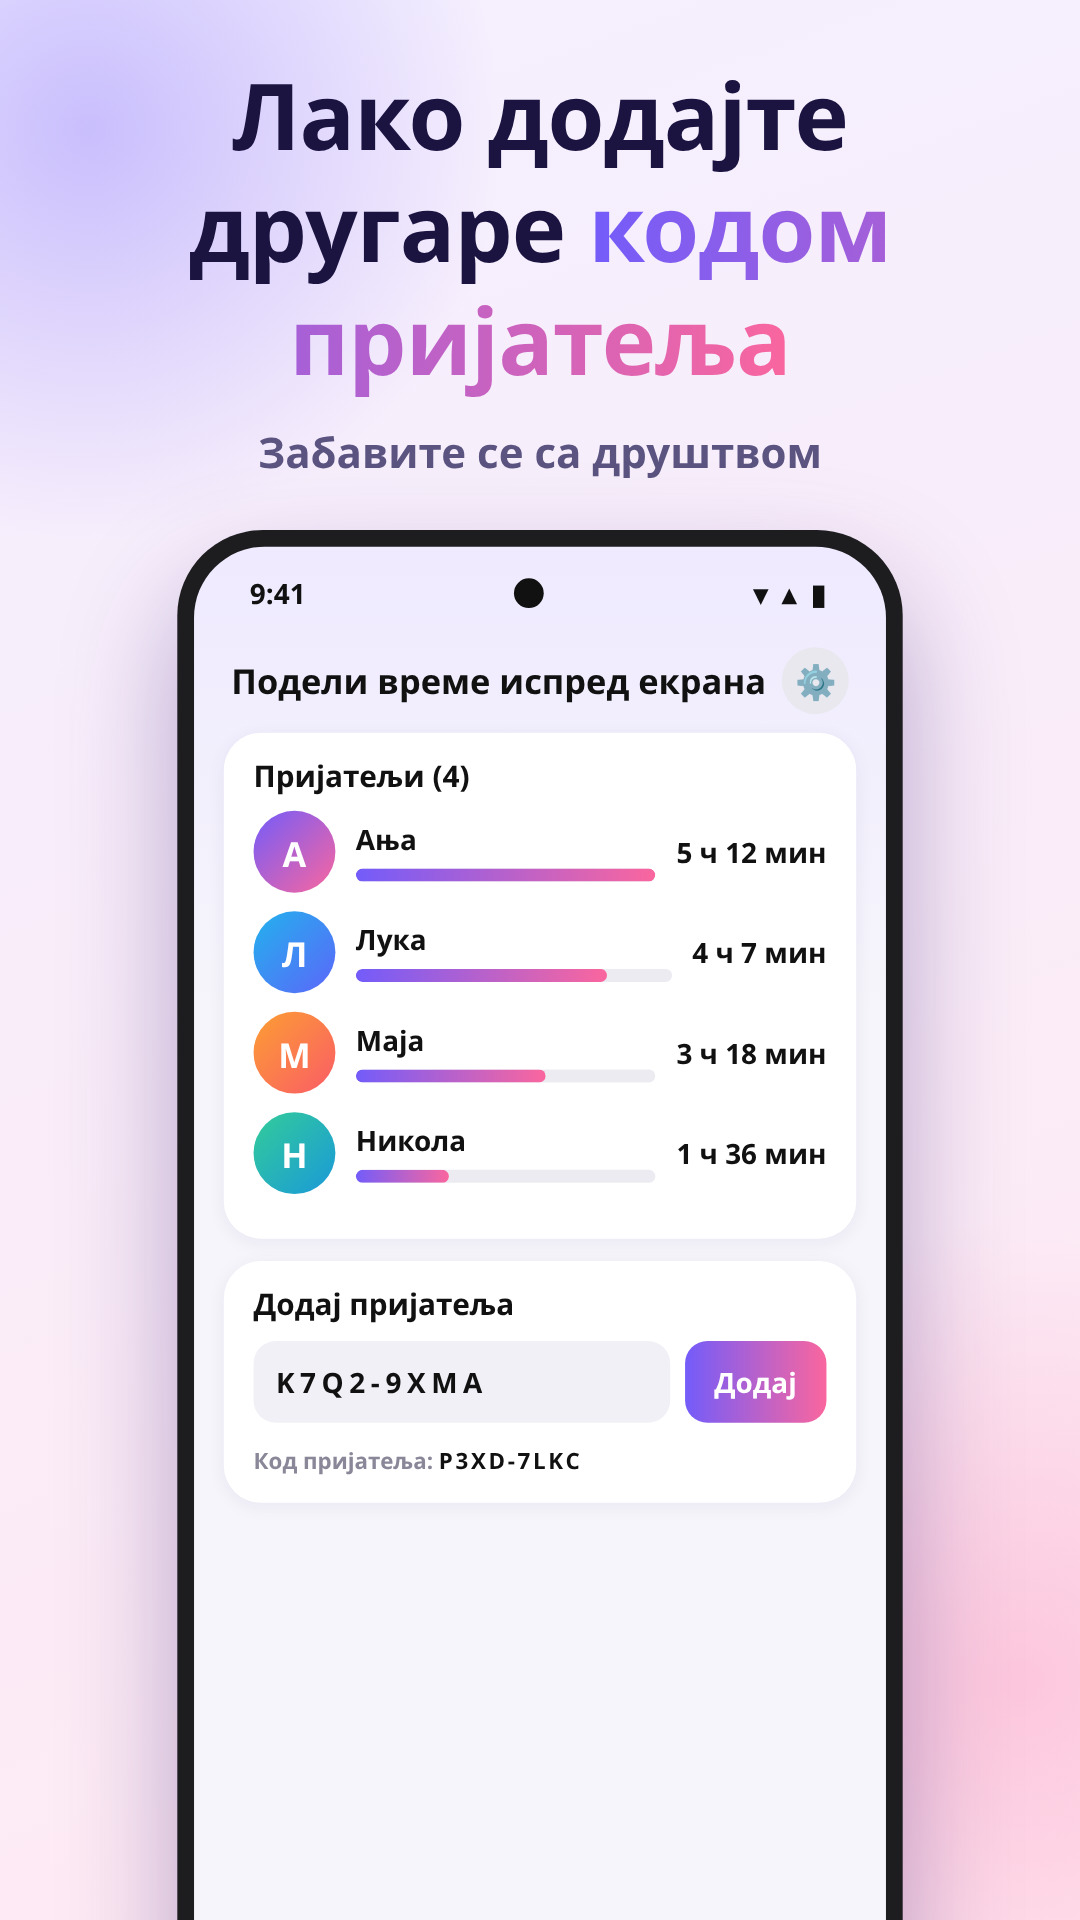 Лако додајте
другаре кодом
пријатеља
Забавите се са друштвом
9:41
Подели време испред екрана
Пријатељи (4)
А
Ања
5 ч 12 мин
Л
Лука
4 ч 7 мин
М
Маја
3 ч 18 мин
Н
Никола
1 ч 36 мин
Додај пријатеља
K7Q2-9XMA
Додај
Код пријатеља: P3XD-7LKC